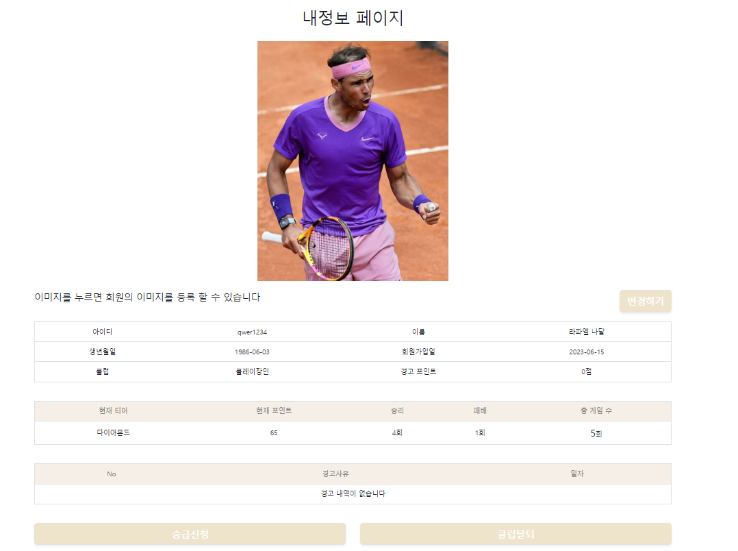 내정보 페이지
이미지를 누르면 회원의 이미지를 등록 할 수 있습니다
변경하기
아이디 qwer1234 이름 라파엘 나달
생년월일 1986-06-03 회원가입일 2023-06-15
클럽 플레이장인 경고 포인트 0점
현재 티어 현재 포인트 승리 패배 총 게임 수
다이아몬드 65 4회 1회 5회
No 경고사유 일자
경고 내역이 없습니다
승급신청 클럽탈퇴